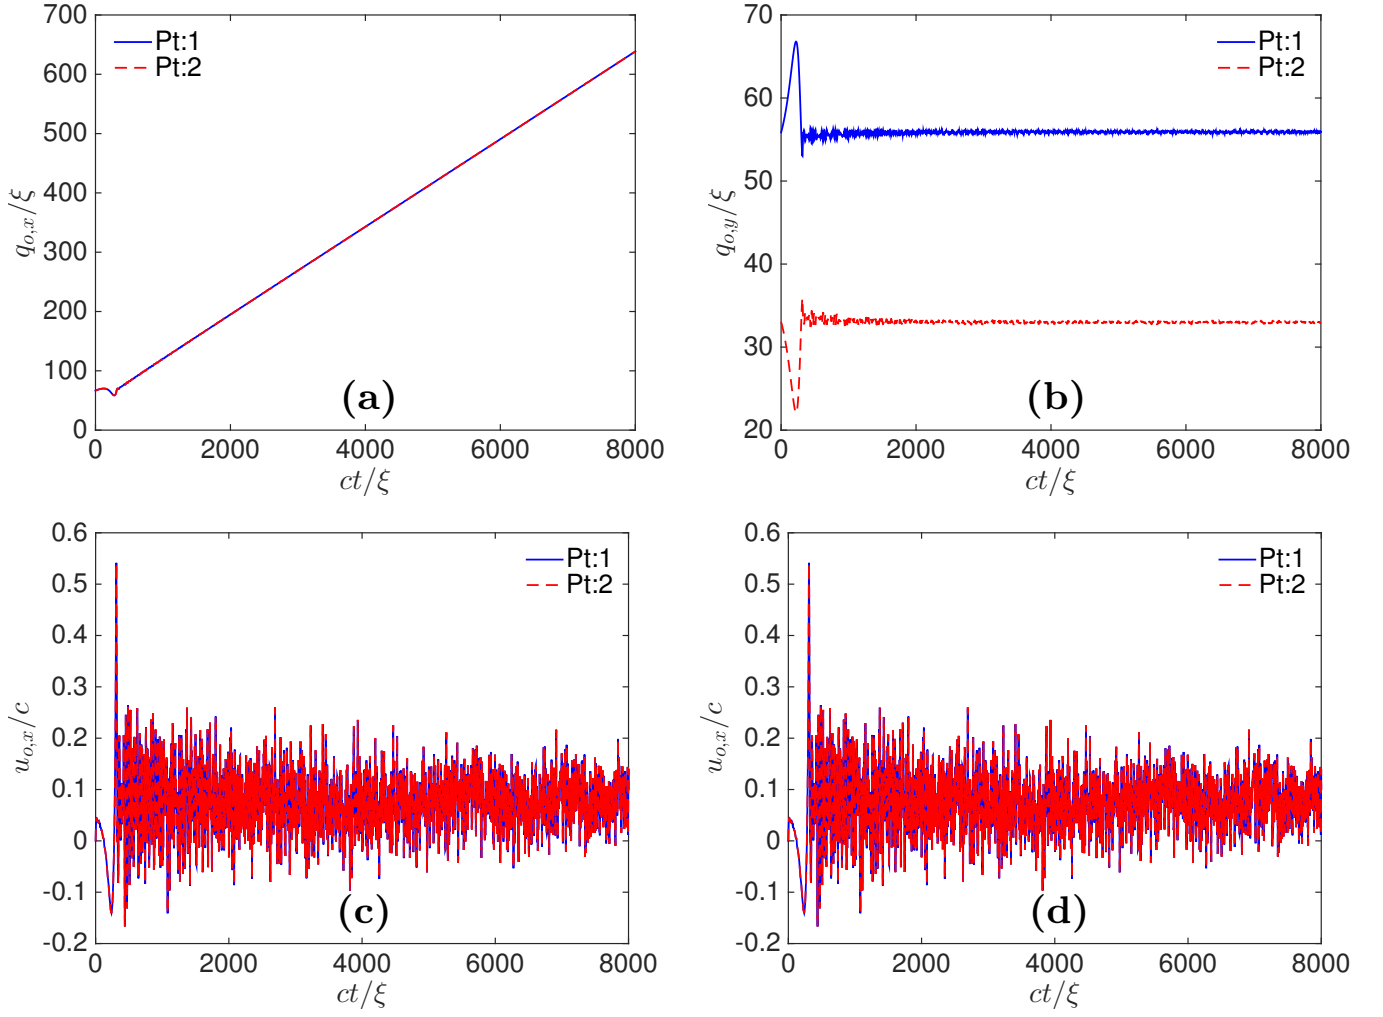 700
600
500
400
300
200
100
0
q_{o,x}/ξ
Pt:1
Pt:2
(a)
0 2000 4000 6000 8000
ct/ξ
70
60
50
40
30
20
q_{o,y}/ξ
Pt:1
Pt:2
(b)
0 2000 4000 6000 8000
ct/ξ
0.6
0.5
0.4
0.3
0.2
0.1
0
-0.1
-0.2
u_{o,x}/c
Pt:1
Pt:2
(c)
0 2000 4000 6000 8000
ct/ξ
0.6
0.5
0.4
0.3
0.2
0.1
0
-0.1
-0.2
u_{o,x}/c
Pt:1
Pt:2
(d)
0 2000 4000 6000 8000
ct/ξ